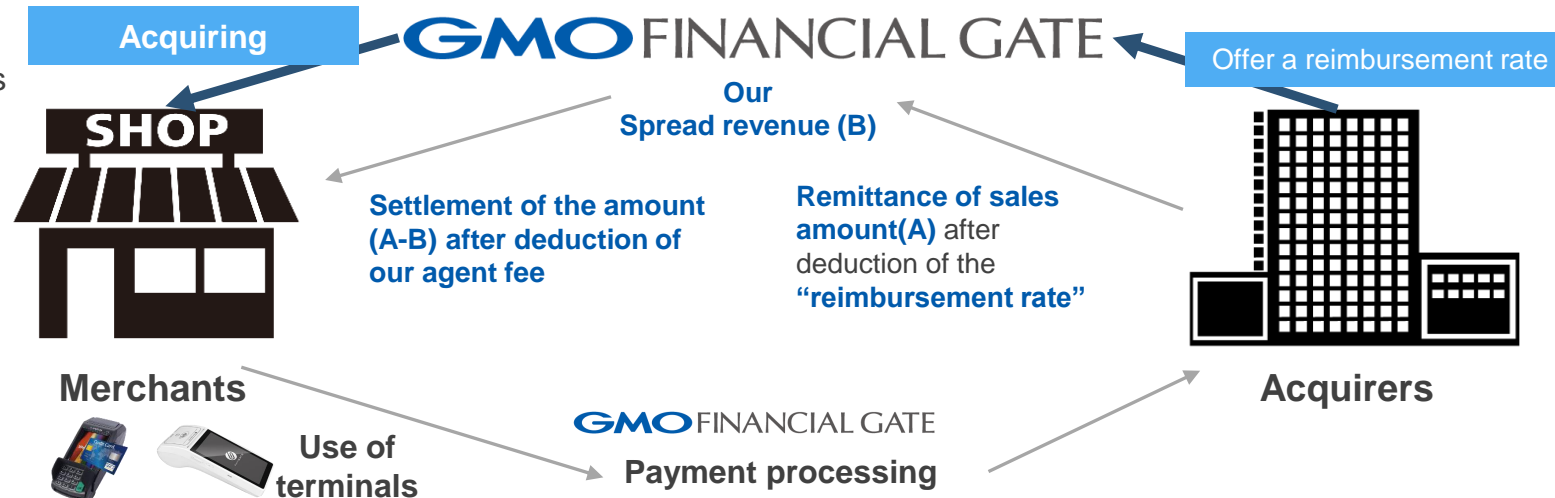 Acquiring
GMO FINANCIAL GATE
Offer a reimbursement rate
s
SHOP
Our
Spread revenue (B)
Settlement of the amount
(A-B) after deduction of
our agent fee
Remittance of sales
amount(A) after
deduction of the
“reimbursement rate”
Merchants
Acquirers
Use of
terminals
GMO FINANCIAL GATE
Payment processing